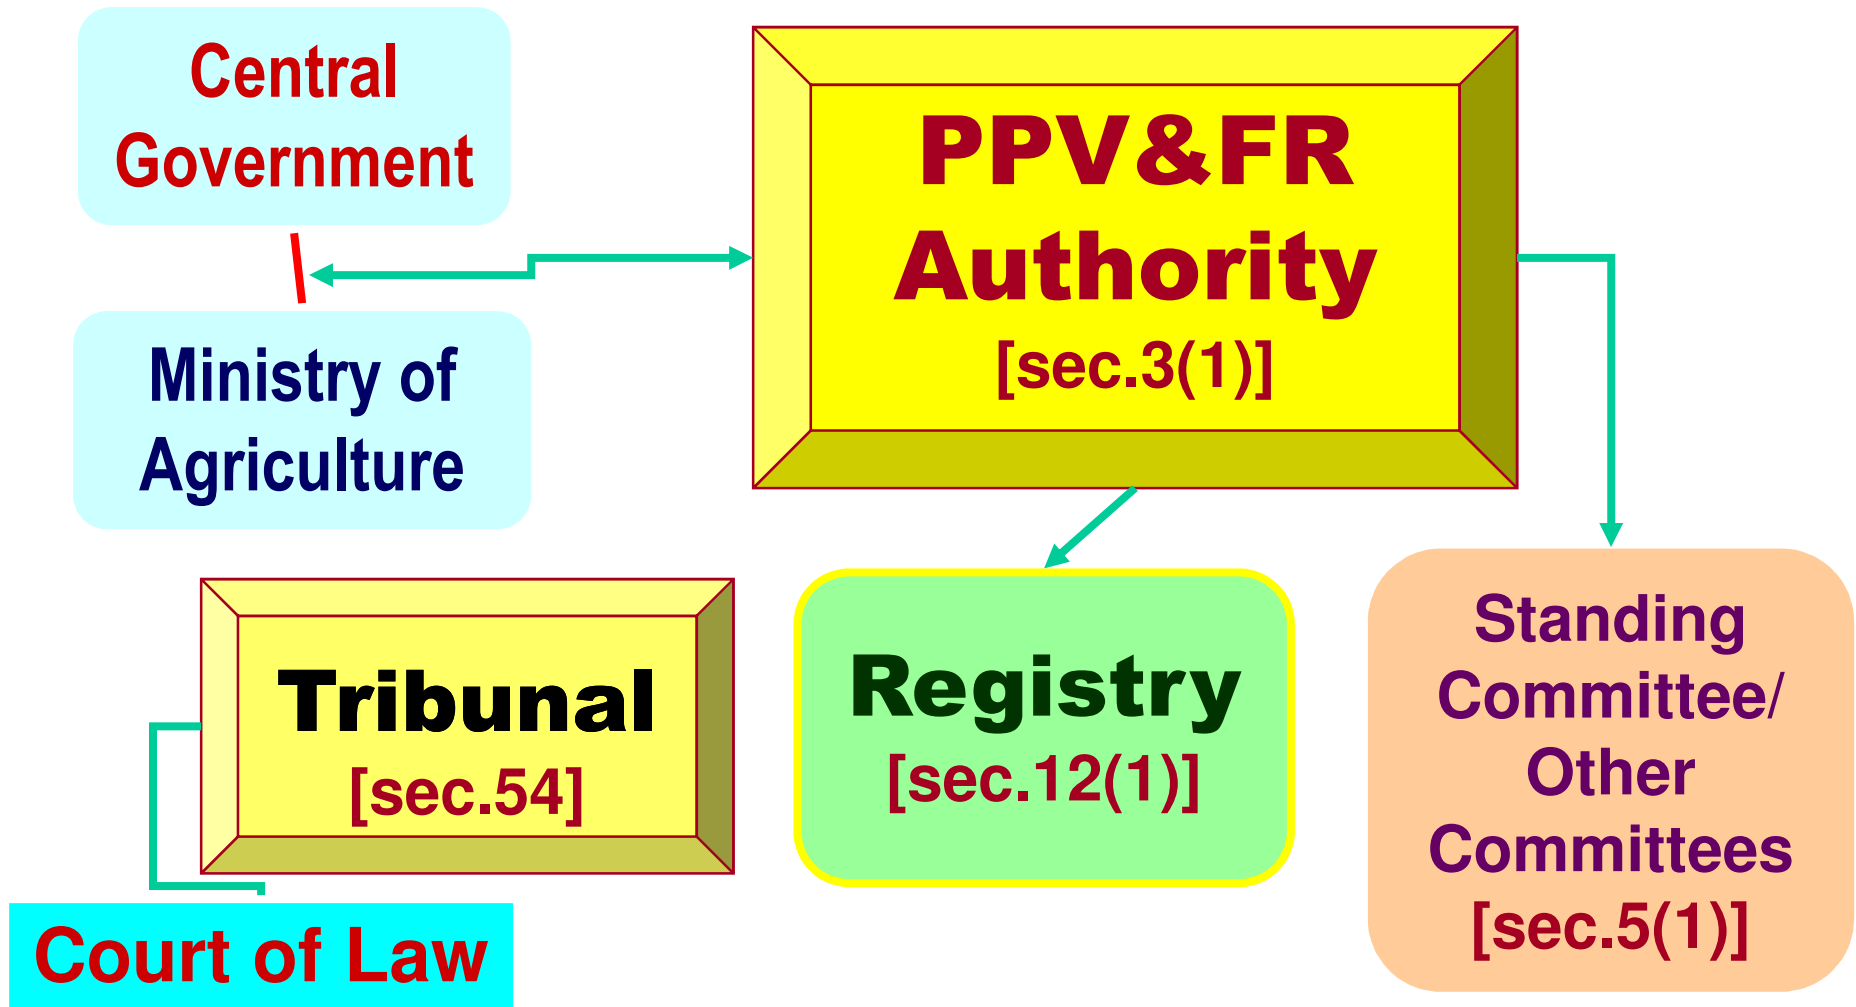 Central
Government
PPV&FR
Authority
[sec.3(1)]
Ministry of
Agriculture
Tribunal
[sec.54]
Registry
[sec.12(1)]
Standing
Committee/
Other
Committees
[sec.5(1)]
Court of Law